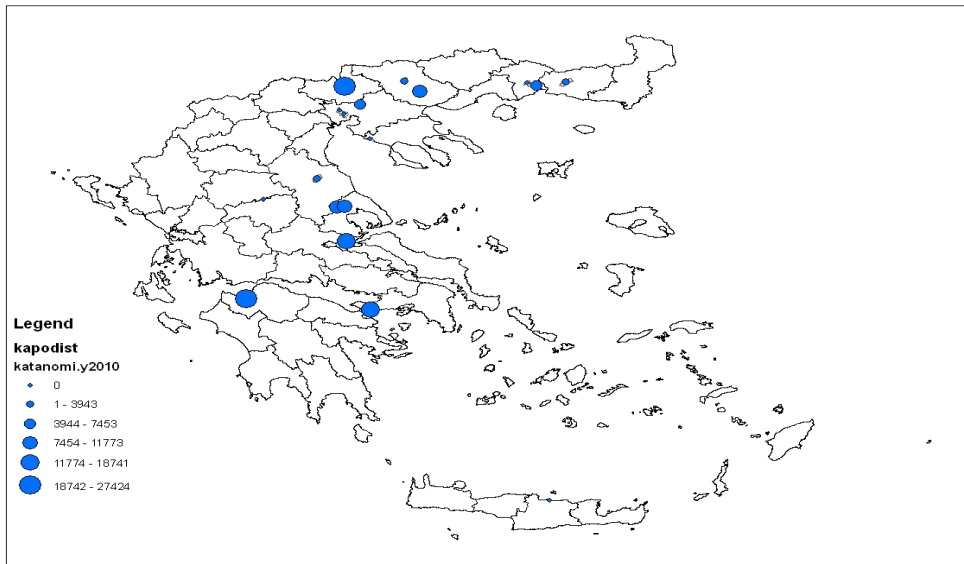 Legend
kapodist
katanomi.y2010
0
1 - 3943
3944 - 7453
7454 - 11773
11774 - 18741
18742 - 27424